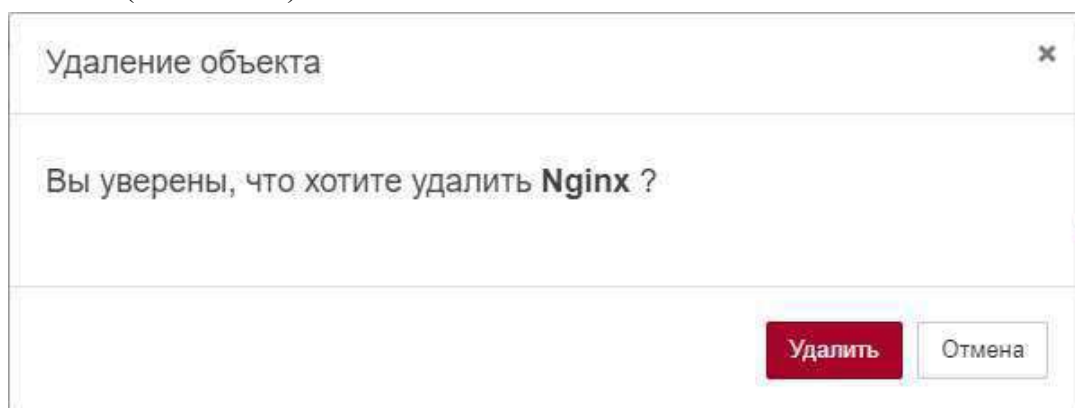 Удаление объекта ×
Вы уверены, что хотите удалить Nginx ?
Удалить Отмена